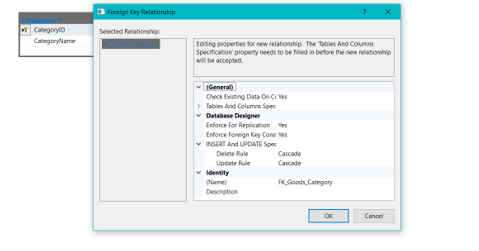 Foreign Key Relationship
Category *
CategoryID
CategoryName
Selected Relationship:
Editing properties for new relationship. The 'Tables And Columns
Specification' property needs to be filled in before the new relationship
will be accepted.
(General)
Check Existing Data On Cr Yes
Tables And Columns Spec
Database Designer
Enforce For Replication Yes
Enforce Foreign Key Cons Yes
INSERT And UPDATE Spec
Delete Rule Cascade
Update Rule Cascade
Identity
(Name) FK_Goods_Category
Description
OK Cancel